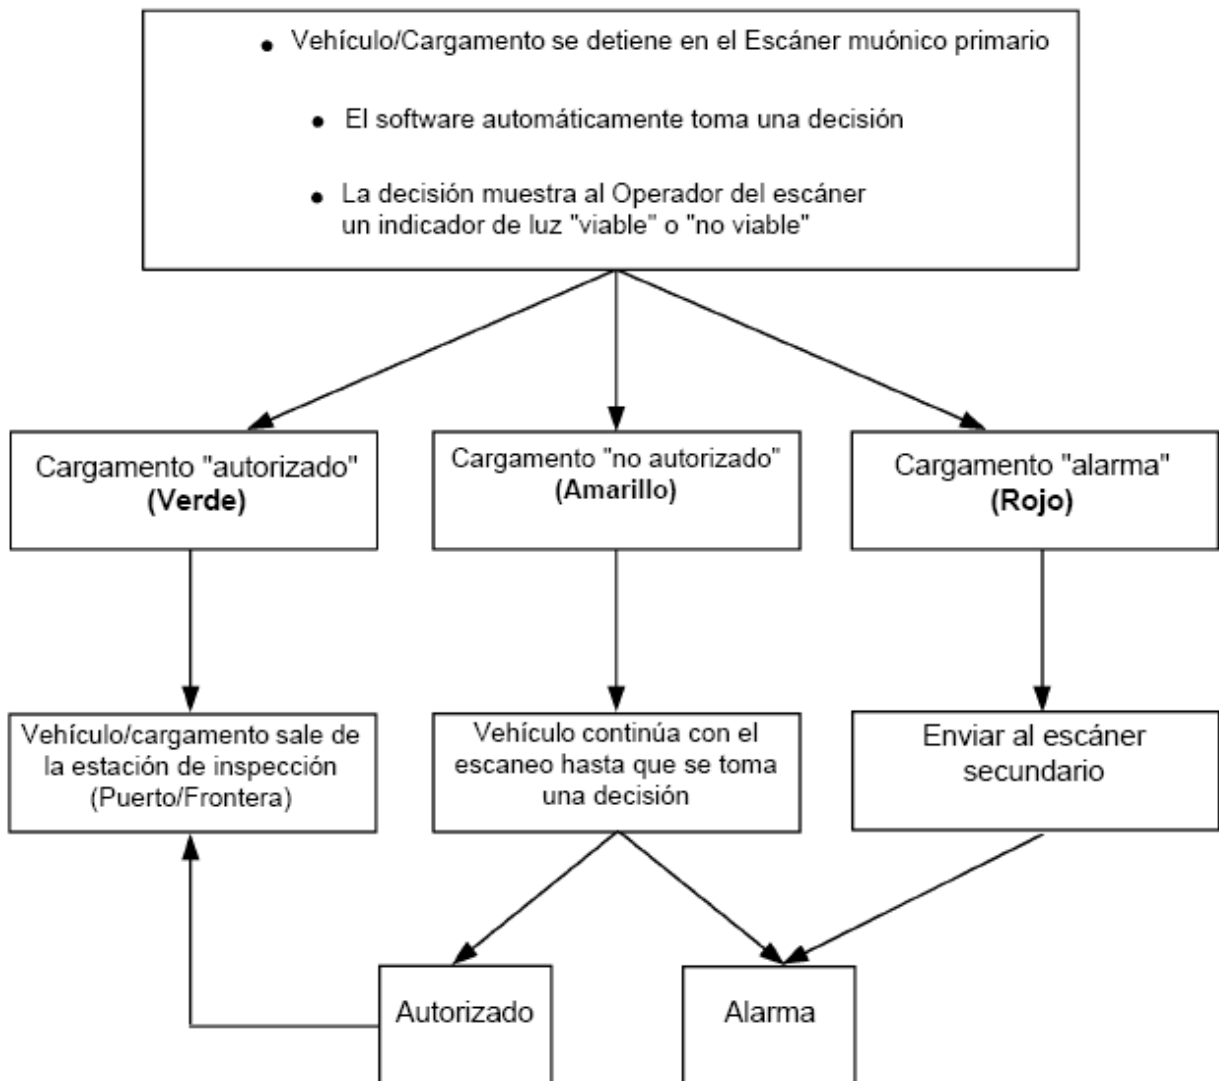 • Vehículo/Cargamento se detiene en el Escáner muónico primario
• El software automáticamente toma una decisión
• La decisión muestra al Operador del escáner
un indicador de luz "viable" o "no viable"
Cargamento "autorizado"
(Verde)
Cargamento "no autorizado"
(Amarillo)
Cargamento "alarma"
(Rojo)
Vehículo/cargamento sale de
la estación de inspección
(Puerto/Frontera)
Vehículo continúa con el
escaneo hasta que se toma
una decisión
Enviar al escáner
secundario
Autorizado
Alarma